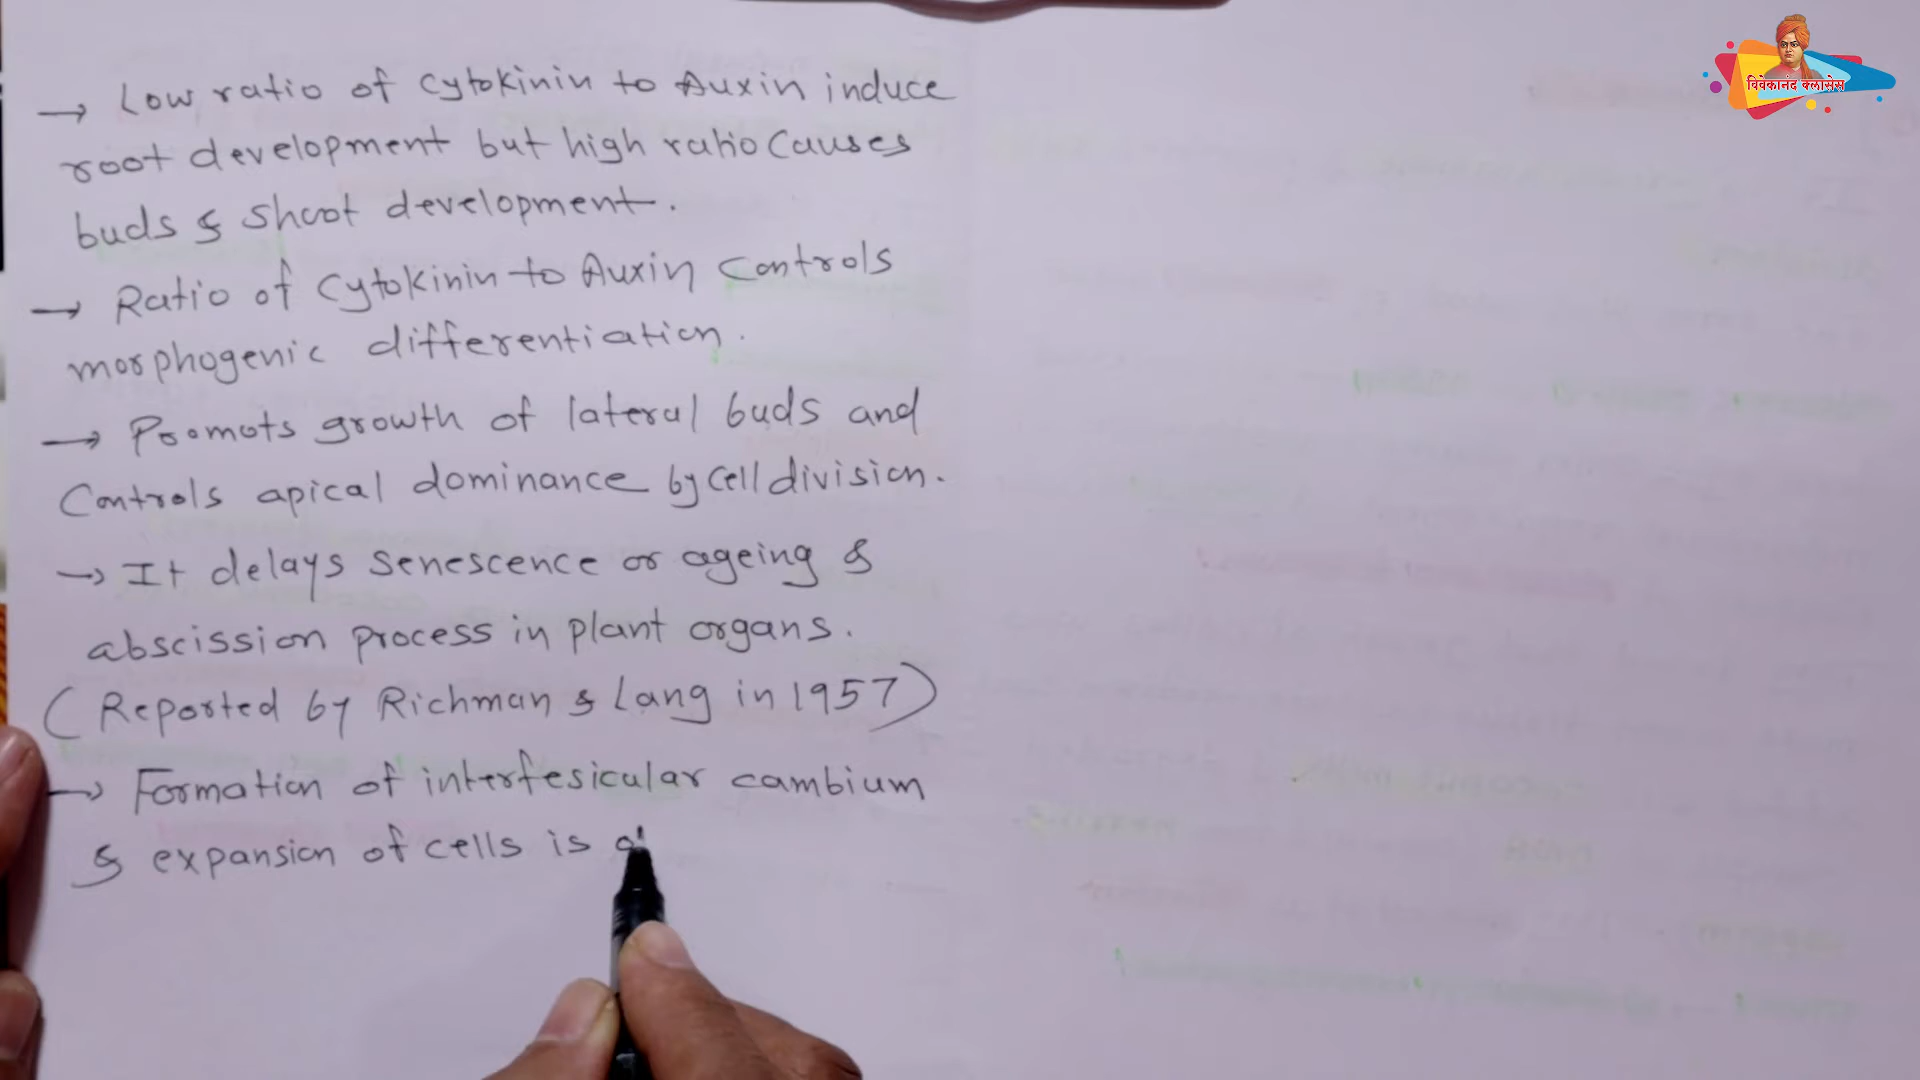 विवेकानंद क्लासेस
→ Low ratio of cytokinin to Auxin induce
root development but high ratio causes
buds & shoot development.
→ Ratio of cytokinin to Auxin controls
morphogenic differentiation.
→ Promots growth of lateral buds and
Controls apical dominance by cell division.
→ It delays senescence or ageing &
abscission process in plant organs.
(Reported by Richman & Lang in 1957)
→ Formation of interfesicular cambium
& expansion of cells is